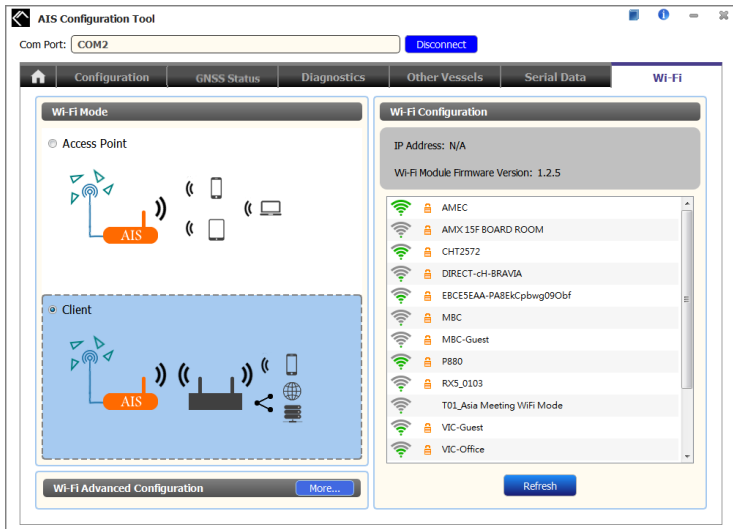 AIS Configuration Tool
Com Port: COM2 Disconnect
Configuration GNSS Status Diagnostics Other Vessels Serial Data Wi-Fi
Wi-Fi Mode
Access Point
AIS
Client
AIS
Wi-Fi Advanced Configuration More...
Wi-Fi Configuration
IP Address: N/A
Wi-Fi Module Firmware Version: 1.2.5
AMEC
AMX 15F BOARD ROOM
CHT2572
DIRECT-cH-BRAVIA
EBCE5EAA-PA8EkCpbwg09Obf
MBC
MBC-Guest
P880
RX5_0103
T01_Asia Meeting WiFi Mode
VIC-Guest
VIC-Office
Refresh